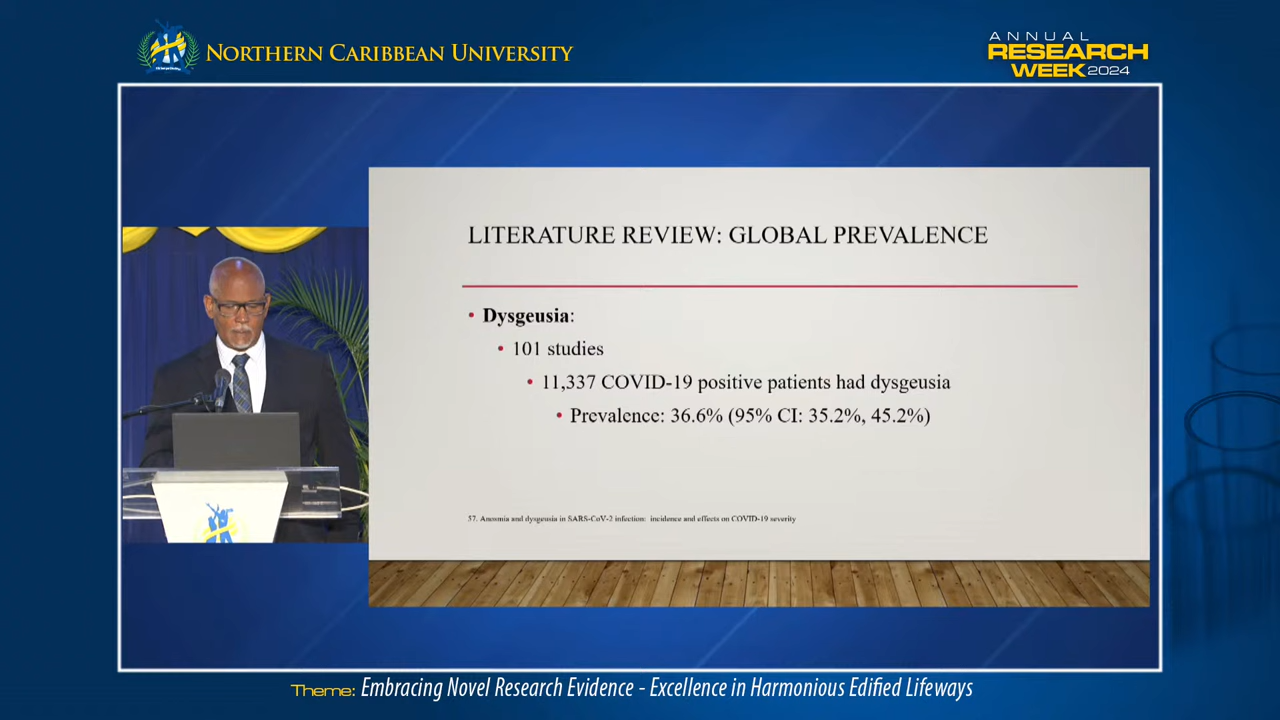 NORTHERN CARIBBEAN UNIVERSITY
ANNUAL
RESEARCH
WEEK 2024
LITERATURE REVIEW: GLOBAL PREVALENCE
• Dysgeusia:
• 101 studies
• 11,337 COVID-19 positive patients had dysgeusia
• Prevalence: 36.6% (95% CI: 35.2%, 45.2%)
57. Anosmia and dysgeusia in SARS-CoV-2 infection: incidence and effects on COVID-19 severity
Theme: Embracing Novel Research Evidence - Excellence in Harmonious Edified Lifeways